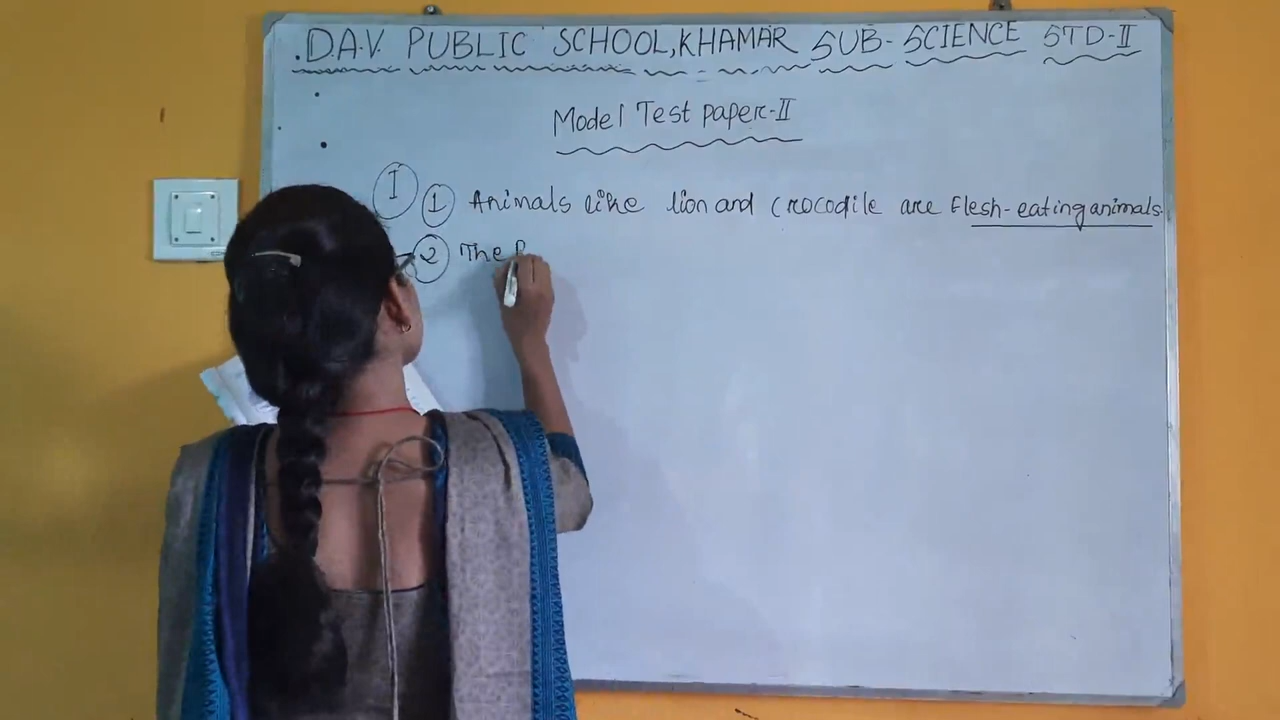 D.A.V. PUBLIC SCHOOL, KHAMAR SUB- SCIENCE STD-II
Model Test paper-II
I 1 Animals like lion and crocodile are Flesh-eating animals.
2 The